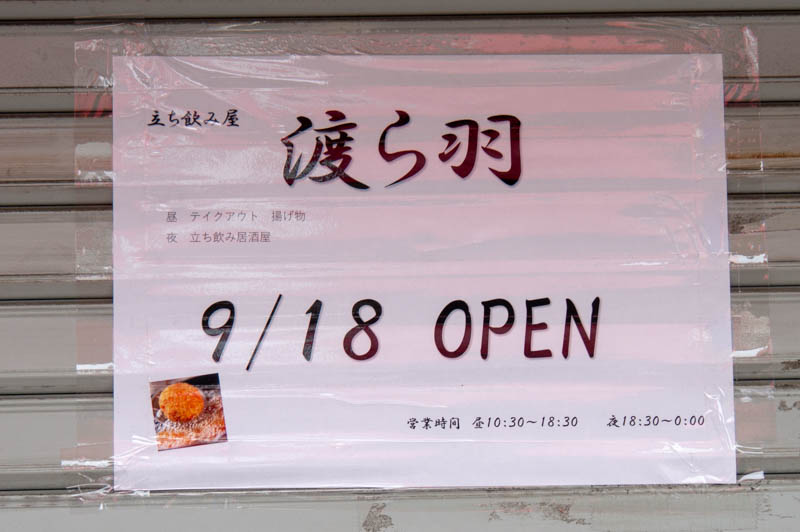 立ち飲み屋
渡ら羽
昼　テイクアウト　揚げ物
夜　立ち飲み居酒屋
9/18 OPEN
営業時間　昼10:30～18:30　夜18:30～0:00